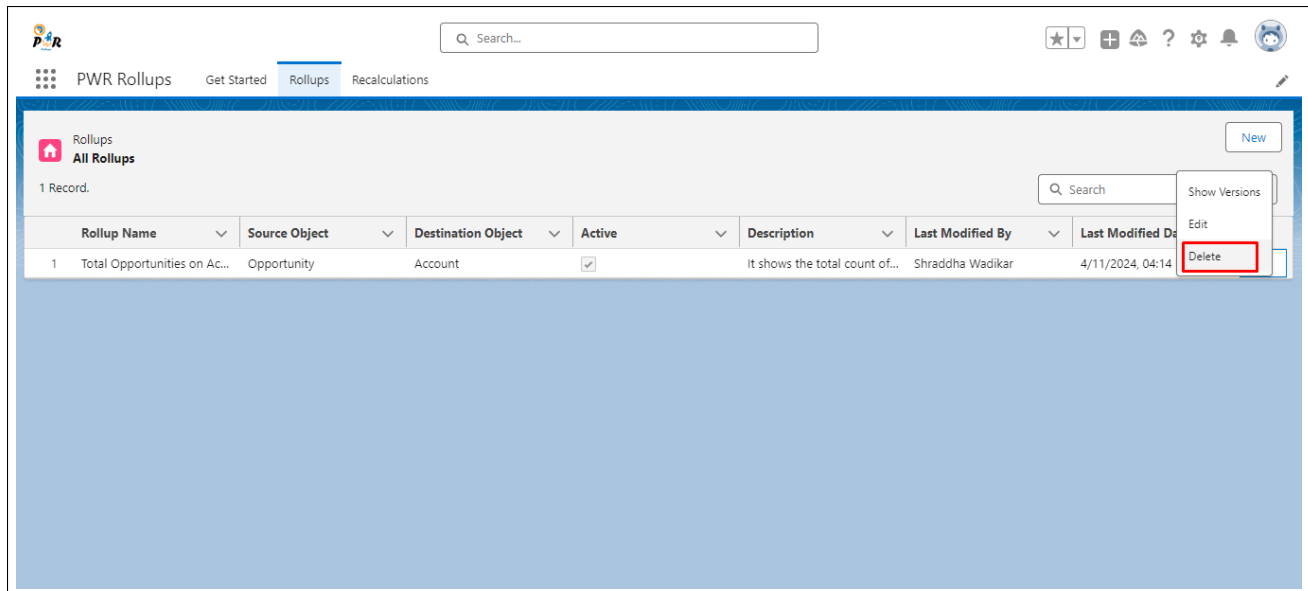 PWR
Search...
PWR Rollups Get Started Rollups Recalculations
Rollups
All Rollups
New
1 Record.
Search
Show Versions
Edit
Delete
Rollup Name Source Object Destination Object Active Description Last Modified By Last Modified Da
1 Total Opportunities on Ac... Opportunity Account It shows the total count of... Shraddha Wadikar 4/11/2024, 04:14